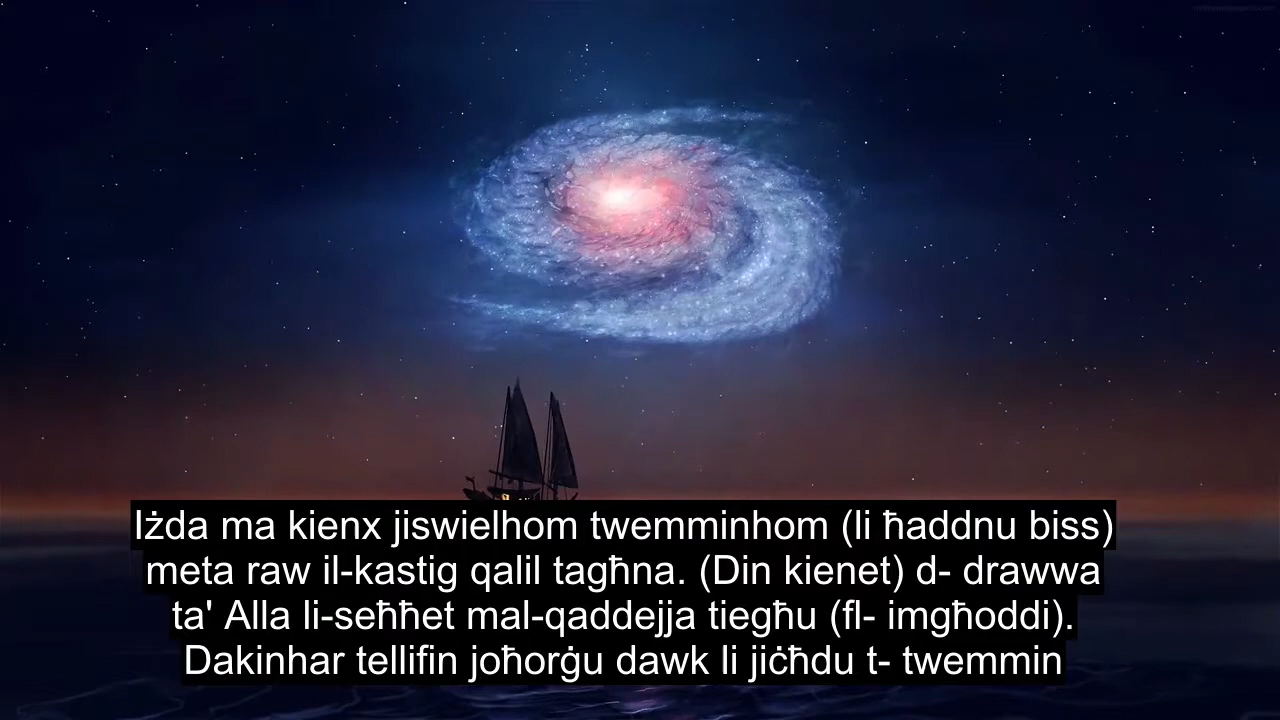 Iżda ma kienx jiswielhom twemminhom (li ħaddnu biss)
meta raw il-kastig qalil tagħna. (Din kienet) d- drawwa
ta' Alla li-seħħet mal-qaddejja tiegħu (fl- imgħoddi).
Dakinhar tellifin joħorġu dawk li jiċħdu t- twemmin